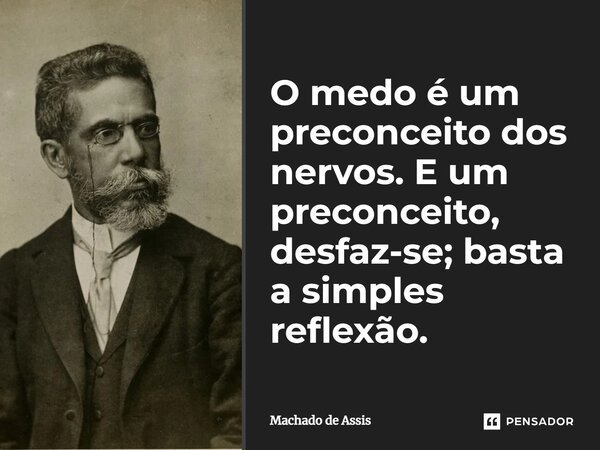 O medo é um
preconceito dos
nervos. E um
preconceito,
desfaz-se; basta
a simples
reflexão.
Machado de Assis
PENSADOR